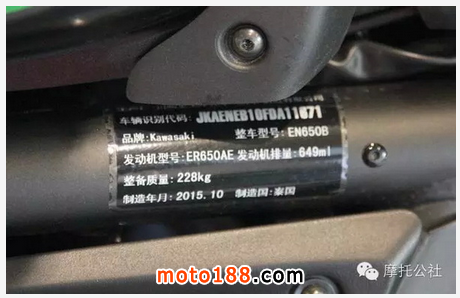 车辆识别代码: JKAENEB10FDA11671
品牌: Kawasaki 整车型号: EN650B
发动机型号: ER650AE 发动机排量: 649ml
整备质量: 228kg
制造年月: 2015.10 制造国: 泰国
摩托公社
moto188.com